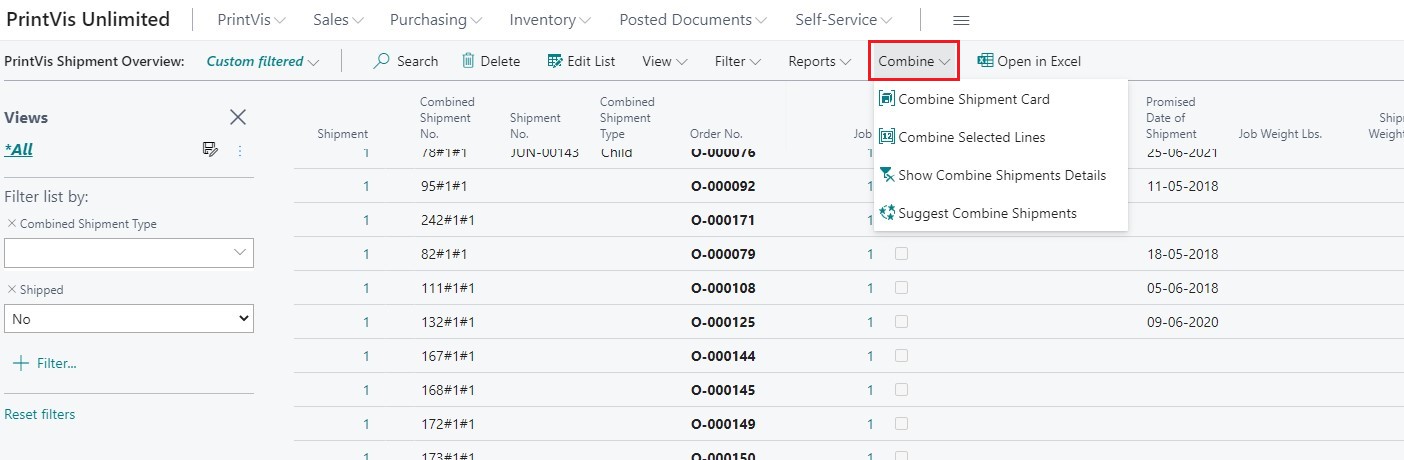 PrintVis Unlimited PrintVis Sales Purchasing Inventory Posted Documents Self-Service
PrintVis Shipment Overview: Custom filtered Search Delete Edit List View Filter Reports Combine Open in Excel
Views
*All
Filter list by:
× Combined Shipment Type
× Shipped
No
+ Filter...
Reset filters
Combine Shipment Card
Combine Selected Lines
Show Combine Shipments Details
Suggest Combine Shipments
Shipment Combined Shipment No. Shipment No. Combined Shipment Type Order No. Job Promised Date of Shipment Job Weight Lbs. Ship Weight
1 78#1#1 JUN-00143 Child O-000076 1 25-06-2021
1 95#1#1 O-000092 1 11-05-2018
1 242#1#1 O-000171 1
1 82#1#1 O-000079 1 18-05-2018
1 111#1#1 O-000108 1 05-06-2018
1 132#1#1 O-000125 1 09-06-2020
1 167#1#1 O-000144 1
1 168#1#1 O-000145 1
1 172#1#1 O-000149 1
1 173#1#1 O-000150 1